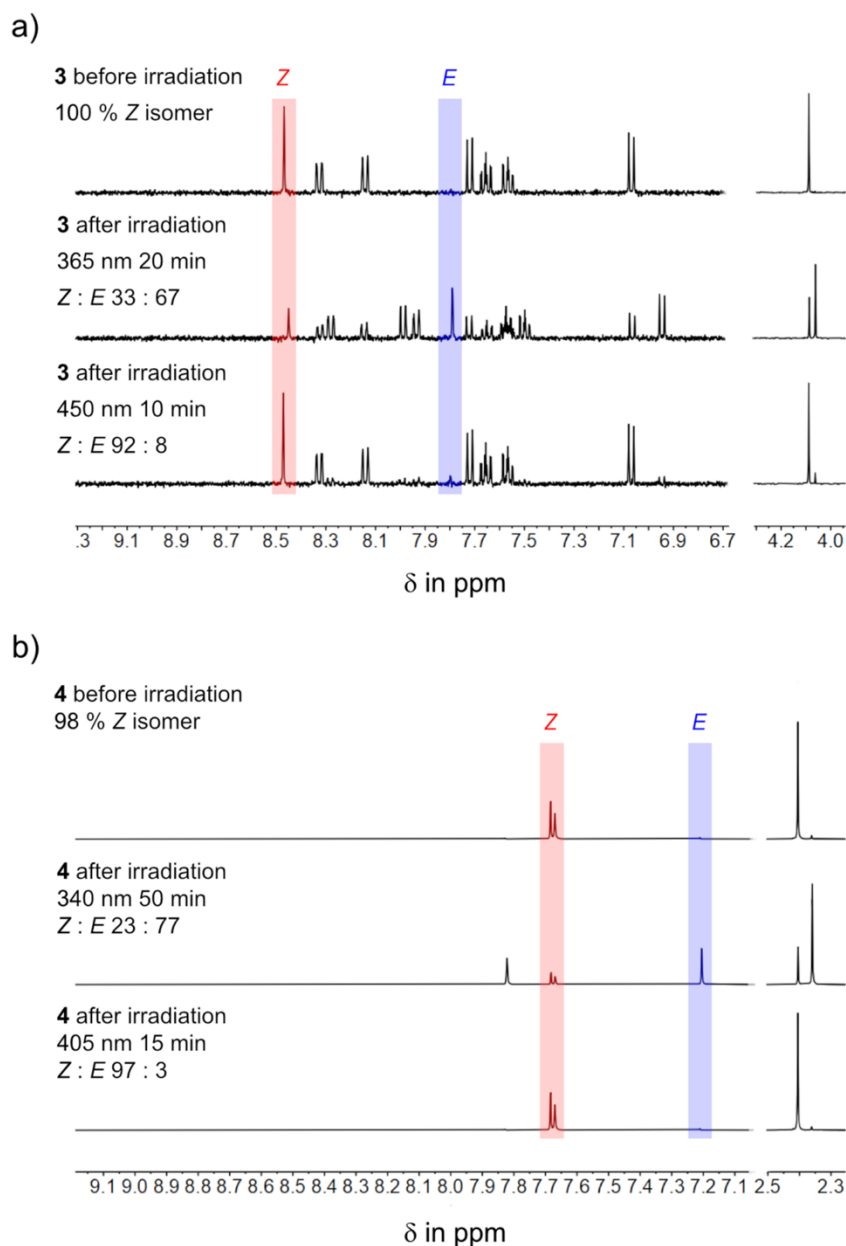 a)
3 before irradiation
100 % Z isomer
Z
E
3 after irradiation
365 nm 20 min
Z : E 33 : 67
3 after irradiation
450 nm 10 min
Z : E 92 : 8
.3 9.1 8.9 8.7 8.5 8.3 8.1 7.9 7.7 7.5 7.3 7.1 6.9 6.7 4.2 4.0
δ in ppm
b)
4 before irradiation
98 % Z isomer
Z
E
4 after irradiation
340 nm 50 min
Z : E 23 : 77
4 after irradiation
405 nm 15 min
Z : E 97 : 3
9.1 9.0 8.9 8.8 8.7 8.6 8.5 8.4 8.3 8.2 8.1 8.0 7.9 7.8 7.7 7.6 7.5 7.4 7.3 7.2 7.1 2.5 2.3
δ in ppm